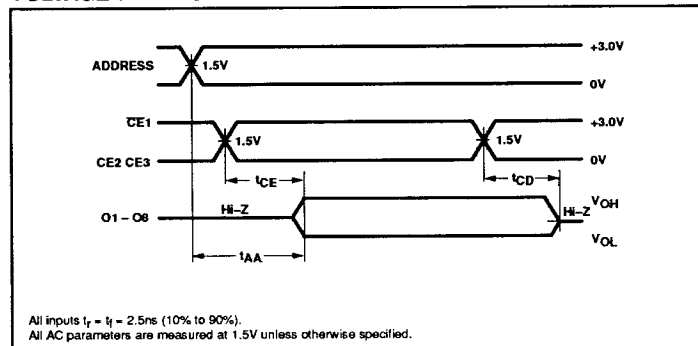 ADDRESS
1.5V
+3.0V
0V
CE1
CE2 CE3
1.5V
1.5V
+3.0V
0V
tCE
tCD
O1 – O8
Hi–Z
Hi–Z
VOH
VOL
tAA
All inputs tr = tf = 2.5ns (10% to 90%).
All AC parameters are measured at 1.5V unless otherwise specified.